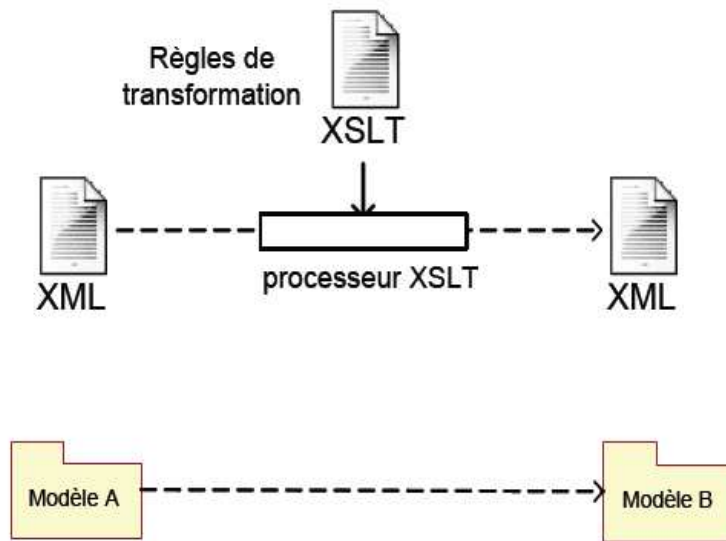 Règles de
transformation
XSLT
XML
processeur XSLT
XML
Modèle A
Modèle B